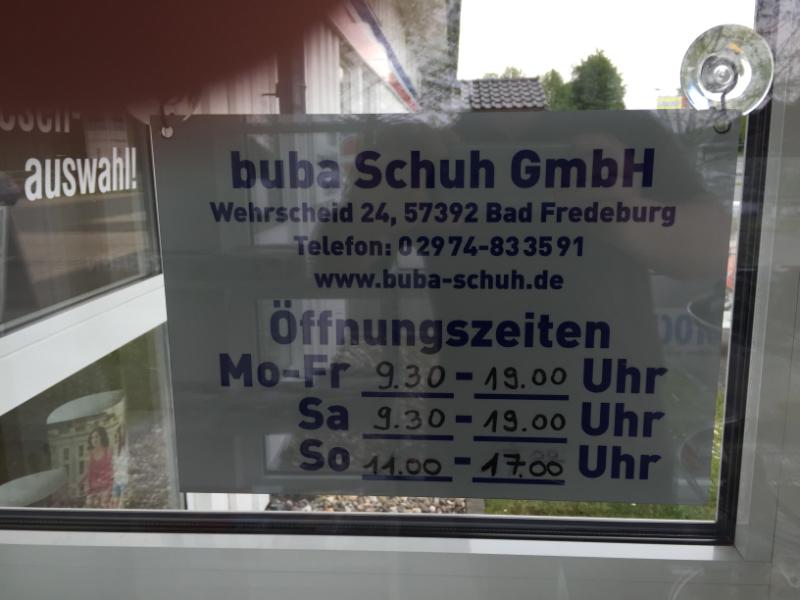 auswahl!
buba Schuh GmbH
Wehrscheid 24, 57392 Bad Fredeburg
Telefon: 02974-833591
www.buba-schuh.de
Öffnungszeiten
Mo-Fr 9.30 - 19.00 Uhr
Sa 9.30 - 19.00 Uhr
So 11.00 - 17.00 Uhr